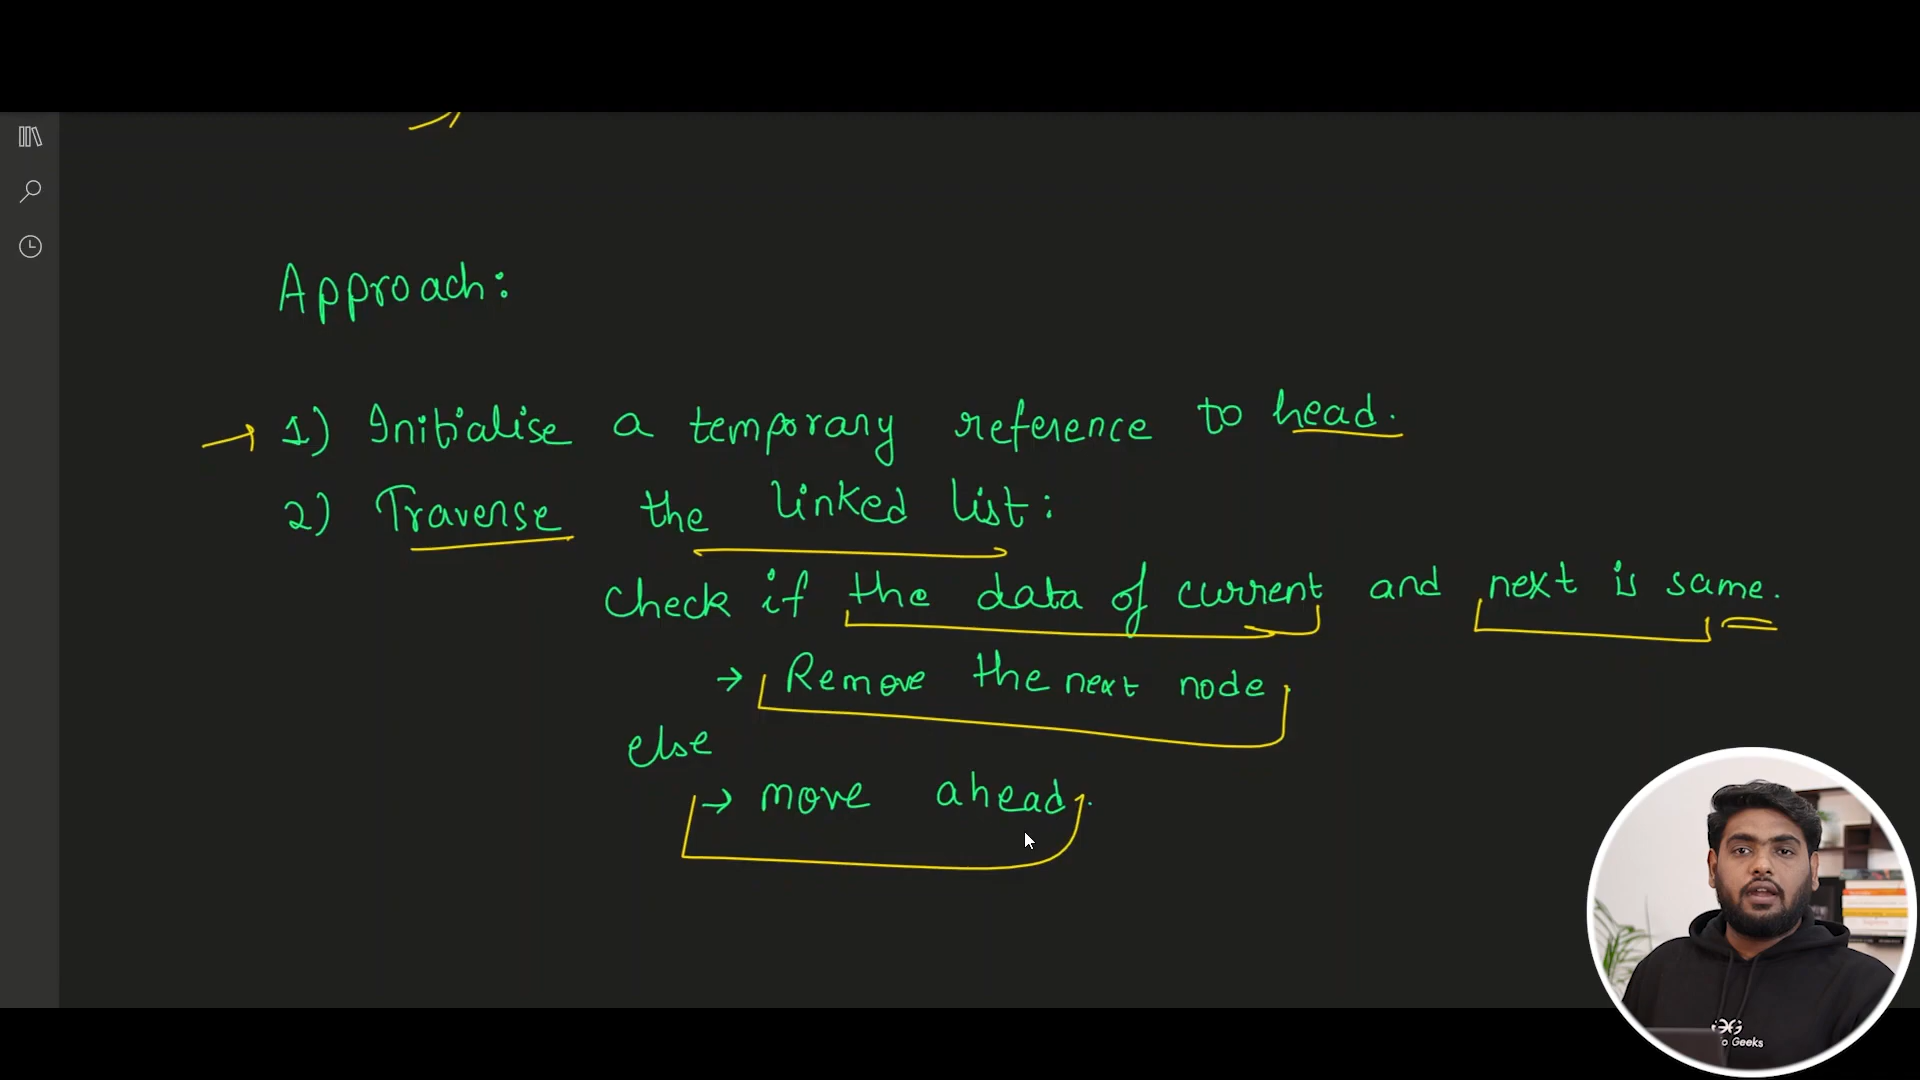 Approach:
1) Initialise a temporary reference to head.
2) Traverse the linked list:
check if the data of current and next is same.
→ Remove the next node
else
→ move ahead.
Geeks